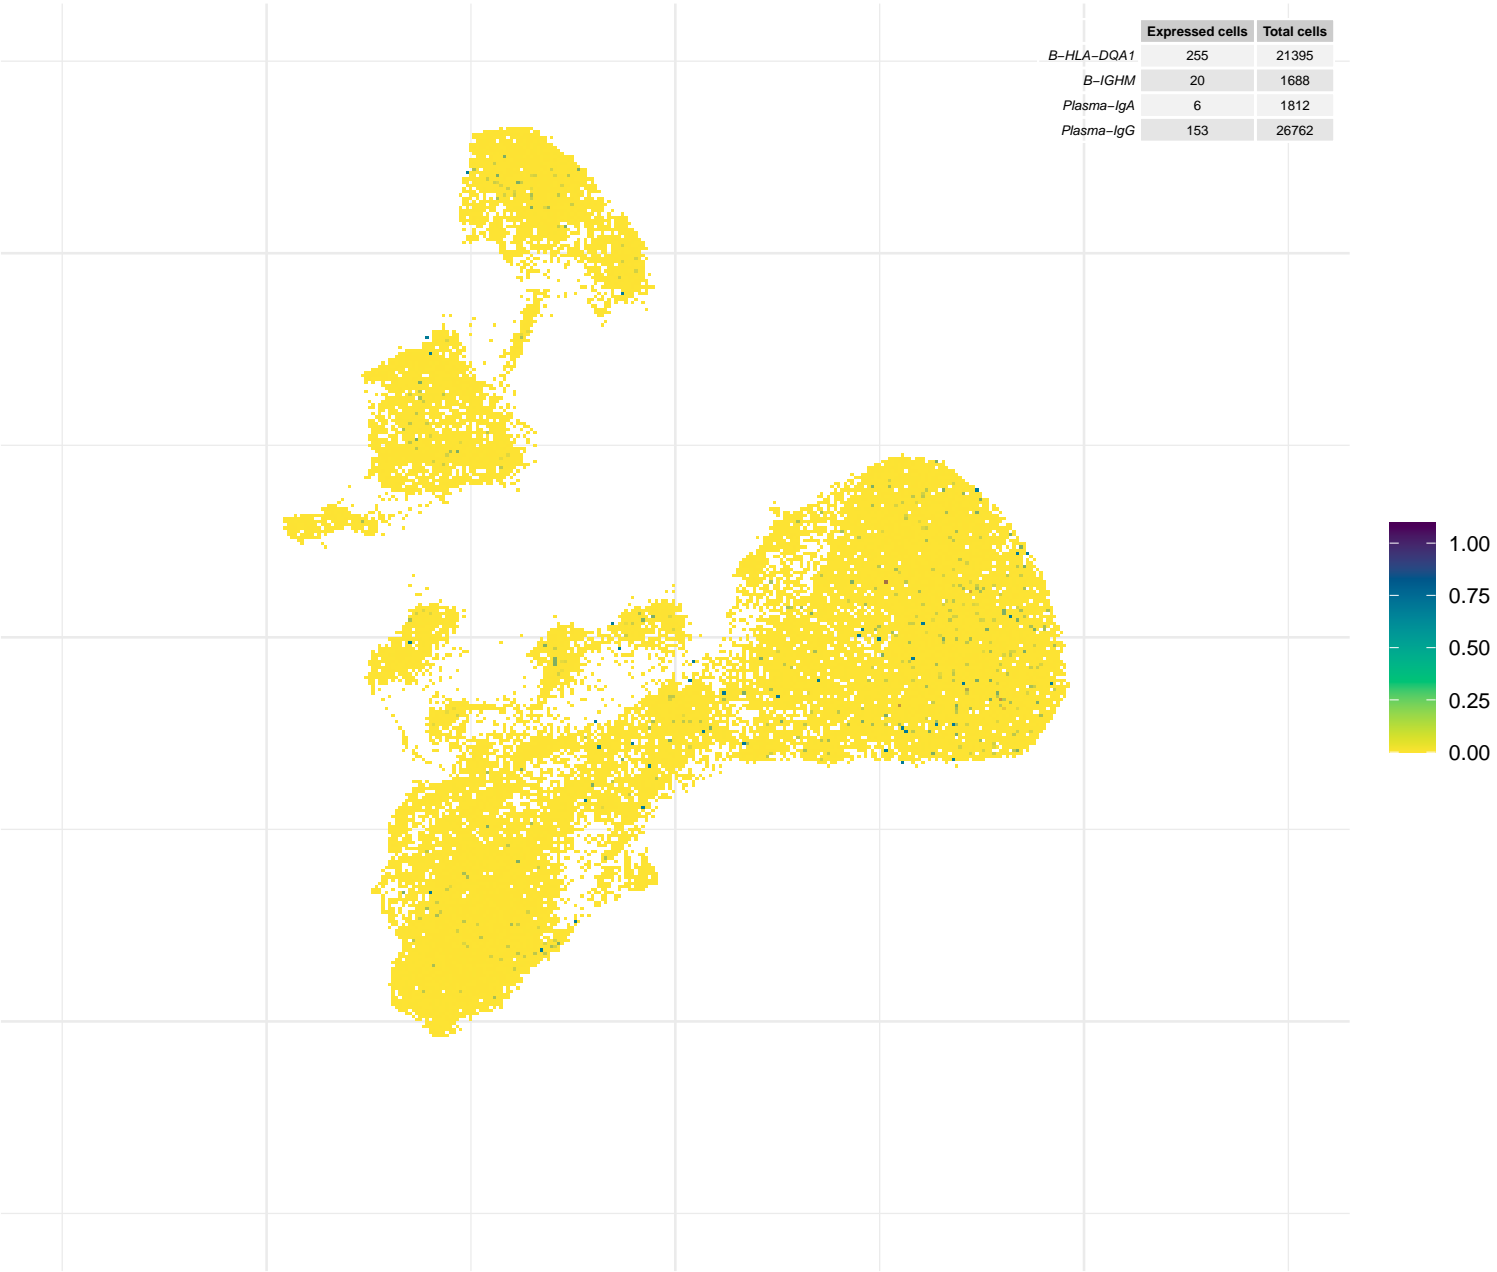 Expressed cells Total cells
B−HLA−DQA1 255 21395
B−IGHM 20 1688
Plasma−IgA 6 1812
Plasma−IgG 153 26762
1.00
0.75
0.50
0.25
0.00